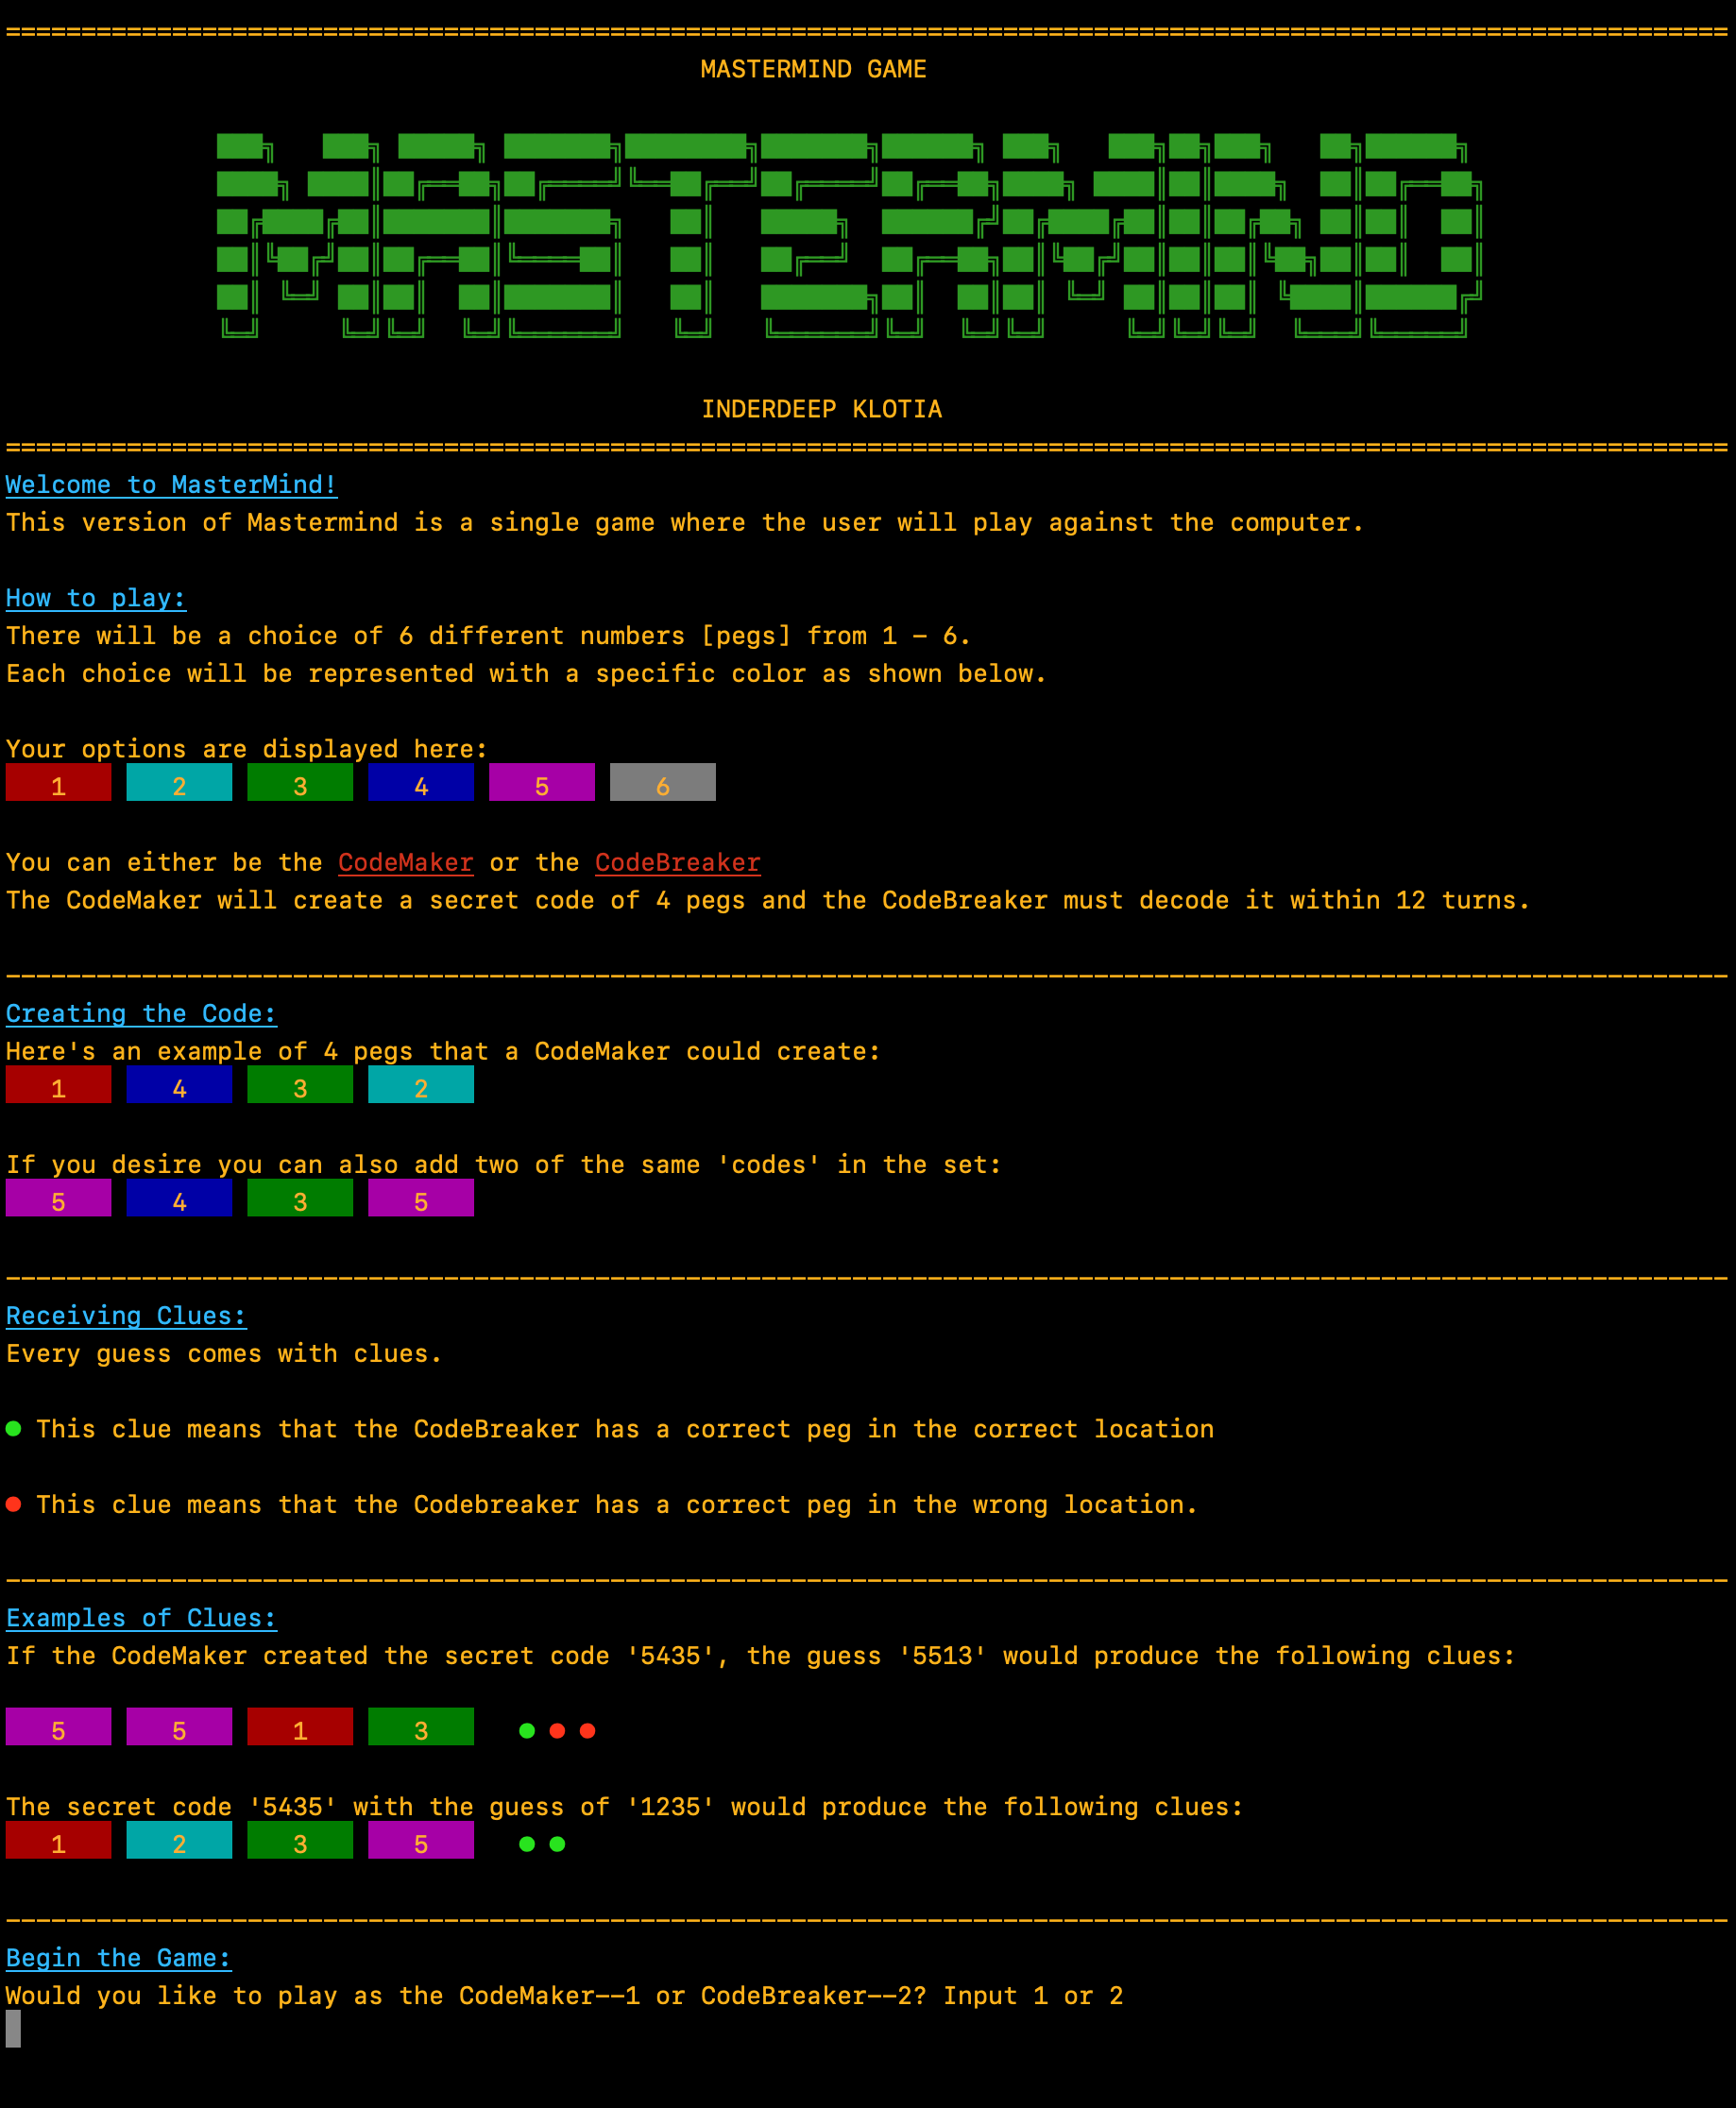 MASTERMIND GAME
MASTERMIND
INDERDEEP KLOTIA
Welcome to MasterMind!
This version of Mastermind is a single game where the user will play against the computer.
How to play:
There will be a choice of 6 different numbers [pegs] from 1 - 6.
Each choice will be represented with a specific color as shown below.
Your options are displayed here:
1 2 3 4 5 6
You can either be the CodeMaker or the CodeBreaker
The CodeMaker will create a secret code of 4 pegs and the CodeBreaker must decode it within 12 turns.
Creating the Code:
Here's an example of 4 pegs that a CodeMaker could create:
1 4 3 2
If you desire you can also add two of the same 'codes' in the set:
5 4 3 5
Receiving Clues:
Every guess comes with clues.
● This clue means that the CodeBreaker has a correct peg in the correct location
● This clue means that the Codebreaker has a correct peg in the wrong location.
Examples of Clues:
If the CodeMaker created the secret code '5435', the guess '5513' would produce the following clues:
5 5 1 3 ● ● ●
The secret code '5435' with the guess of '1235' would produce the following clues:
1 2 3 5 ● ●
Begin the Game:
Would you like to play as the CodeMaker--1 or CodeBreaker--2? Input 1 or 2